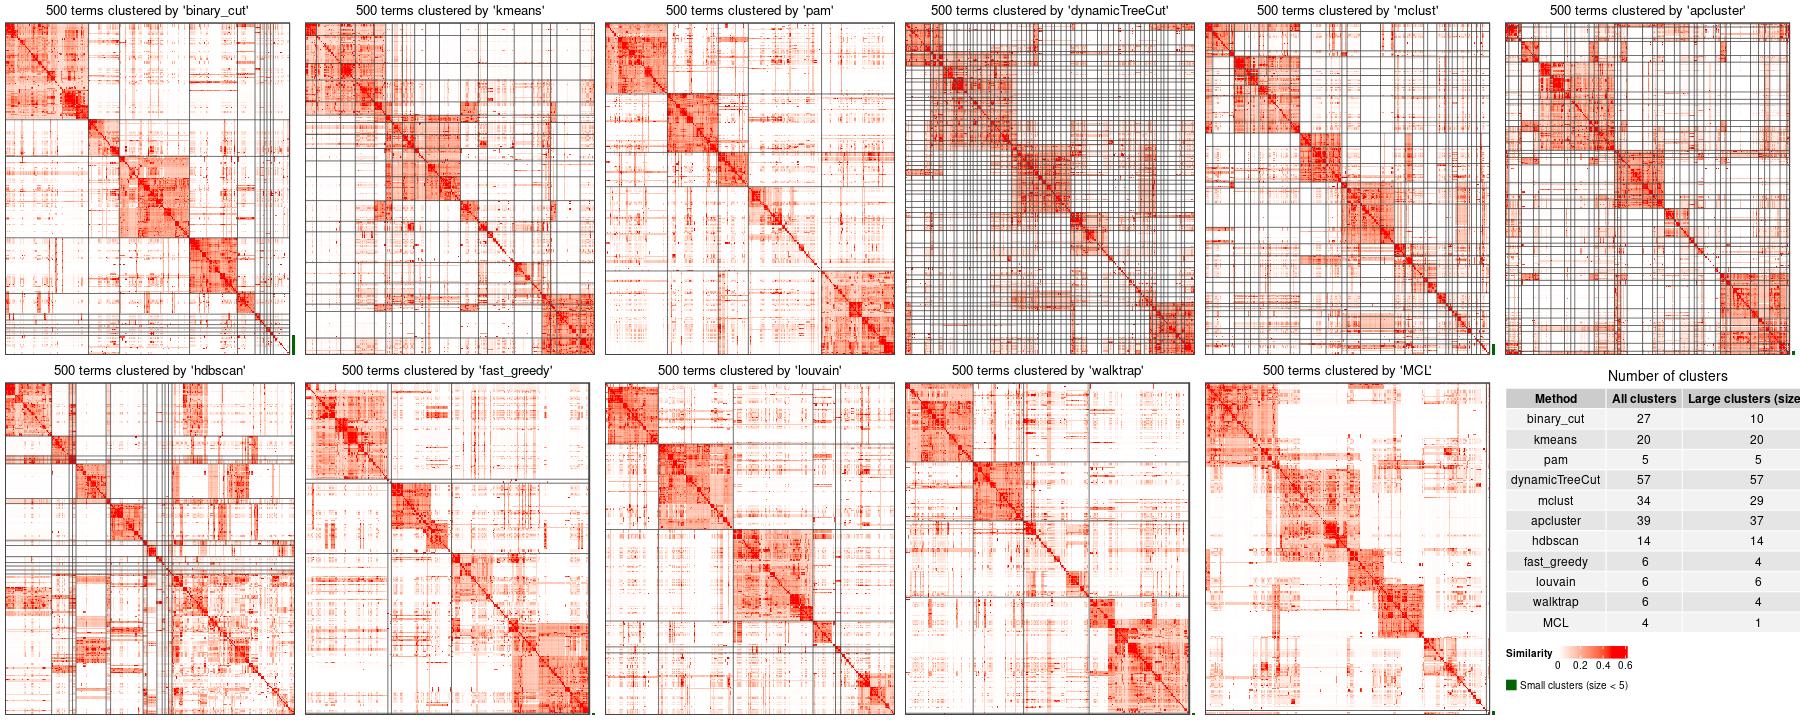 500 terms clustered by 'binary_cut'
500 terms clustered by 'kmeans'
500 terms clustered by 'pam'
500 terms clustered by 'dynamicTreeCut'
500 terms clustered by 'mclust'
500 terms clustered by 'apcluster'
500 terms clustered by 'hdbscan'
500 terms clustered by 'fast_greedy'
500 terms clustered by 'louvain'
500 terms clustered by 'walktrap'
500 terms clustered by 'MCL'
Number of clusters
Method All clusters Large clusters (size
binary_cut 27 10
kmeans 20 20
pam 5 5
dynamicTreeCut 57 57
mclust 34 29
apcluster 39 37
hdbscan 14 14
fast_greedy 6 4
louvain 6 6
walktrap 6 4
MCL 4 1
Similarity
0 0.2 0.4 0.6
Small clusters (size < 5)